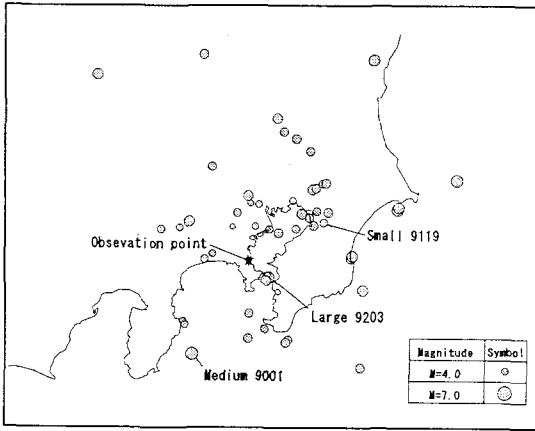 Small 9119
Obsevation point
Large 9203
Medium 9001
Magnitude Symbol
M=4.0
M=7.0